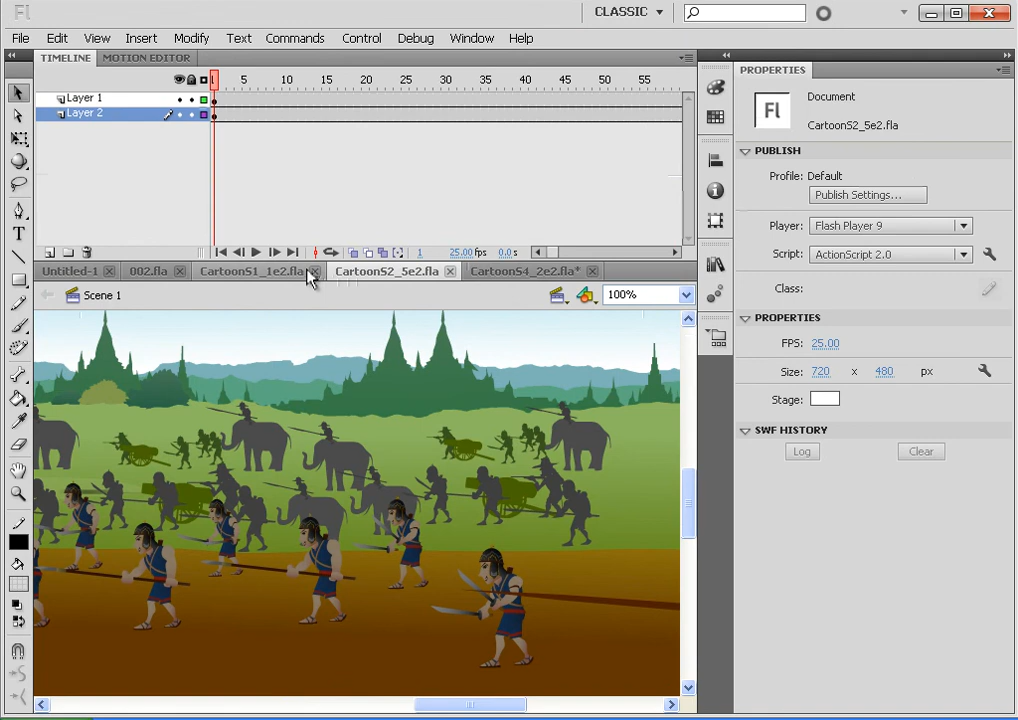 Fl
CLASSIC
File Edit View Insert Modify Text Commands Control Debug Window Help
TIMELINE MOTION EDITOR
1 5 10 15 20 25 30 35 40 45 50 55
Layer 1
Layer 2
1 25.00 fps 0.0 s
Untitled-1 002.fla CartoonS1_1e2.fla CartoonS2_5e2.fla CartoonS4_2e2.fla*
Scene 1
100%
PROPERTIES
Fl
Document
CartoonS2_5e2.fla
PUBLISH
Profile: Default
Publish Settings...
Player: Flash Player 9
Script: ActionScript 2.0
Class:
PROPERTIES
FPS: 25.00
Size: 720 x 480 px
Stage:
SWF HISTORY
Log Clear